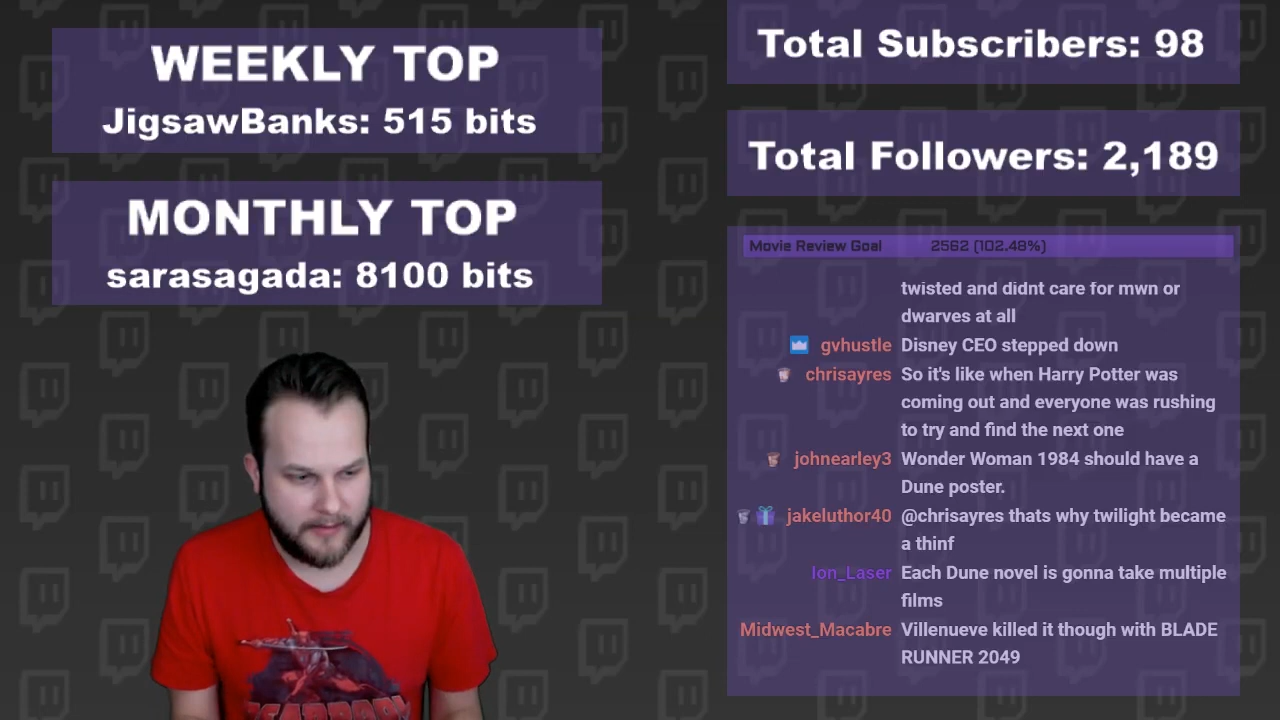 WEEKLY TOP
JigsawBanks: 515 bits
MONTHLY TOP
sarasagada: 8100 bits
Total Subscribers: 98
Total Followers: 2,189
Movie Review Goal 2562 (102.48%)
twisted and didnt care for mwn or
dwarves at all
gvhustle Disney CEO stepped down
chrisayres So it's like when Harry Potter was
coming out and everyone was rushing
to try and find the next one
johnearley3 Wonder Woman 1984 should have a
Dune poster.
jakeluthor40 @chrisayres thats why twilight became
a thinf
Ion_Laser Each Dune novel is gonna take multiple
films
Midwest_Macabre Villenueve killed it though with BLADE
RUNNER 2049